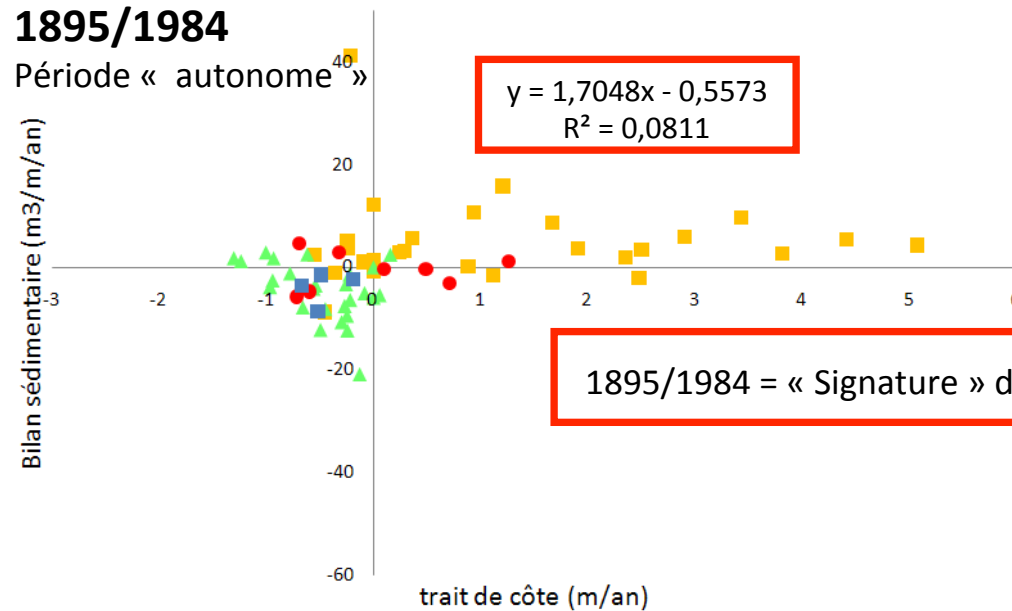 1895/1984
Période « autonome »
y = 1,7048x - 0,5573
R² = 0,0811
Bilan sédimentaire (m3/m/an)
40
20
0
-3 -2 -1 0 1 2 3 4 5
-20
1895/1984 = « Signature » d
-40
-60
trait de côte (m/an)